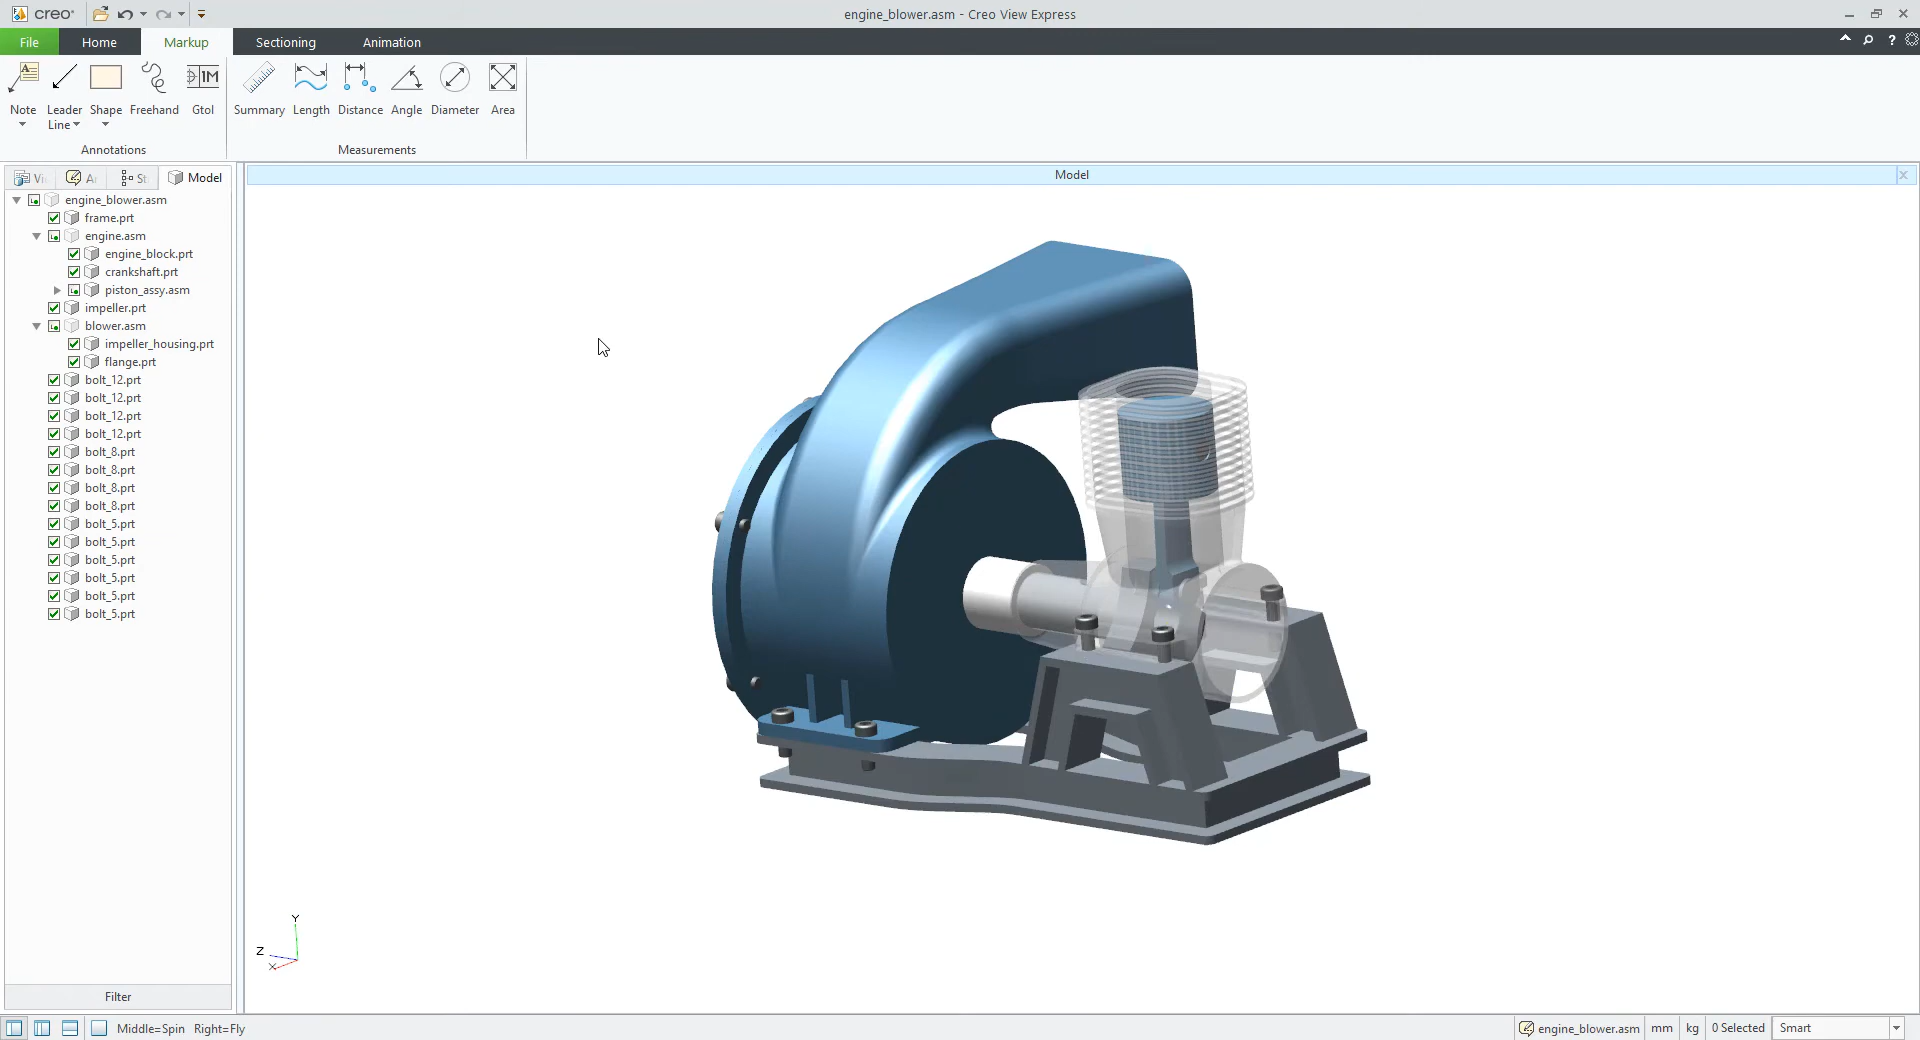 creo
engine_blower.asm - Creo View Express
File Home Markup Sectioning Animation
Note Leader Line Shape Freehand Gtol Summary Length Distance Angle Diameter Area
Annotations Measurements
Model
Model
engine_blower.asm
frame.prt
engine.asm
engine_block.prt
crankshaft.prt
piston_assy.asm
impeller.prt
blower.asm
impeller_housing.prt
flange.prt
bolt_12.prt
bolt_12.prt
bolt_12.prt
bolt_12.prt
bolt_8.prt
bolt_8.prt
bolt_8.prt
bolt_8.prt
bolt_5.prt
bolt_5.prt
bolt_5.prt
bolt_5.prt
bolt_5.prt
bolt_5.prt
Y
Z
X
Filter
Middle=Spin Right=Fly engine_blower.asm mm kg 0 Selected Smart